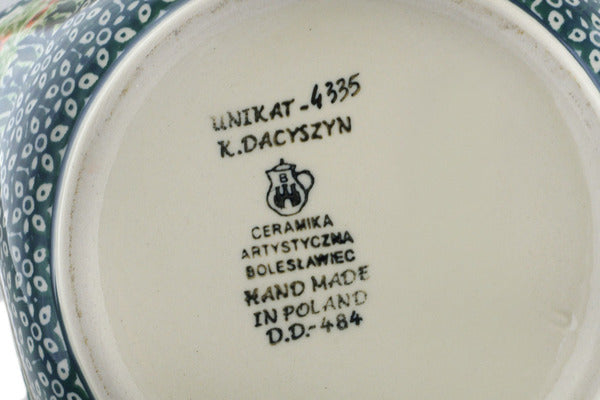 UNIKAT-4335
K.DACYSZYN
B
CERAMIKA
ARTYSTYCZNA
BOLESŁAWIEC
HAND MADE
IN POLAND
D.D.-484